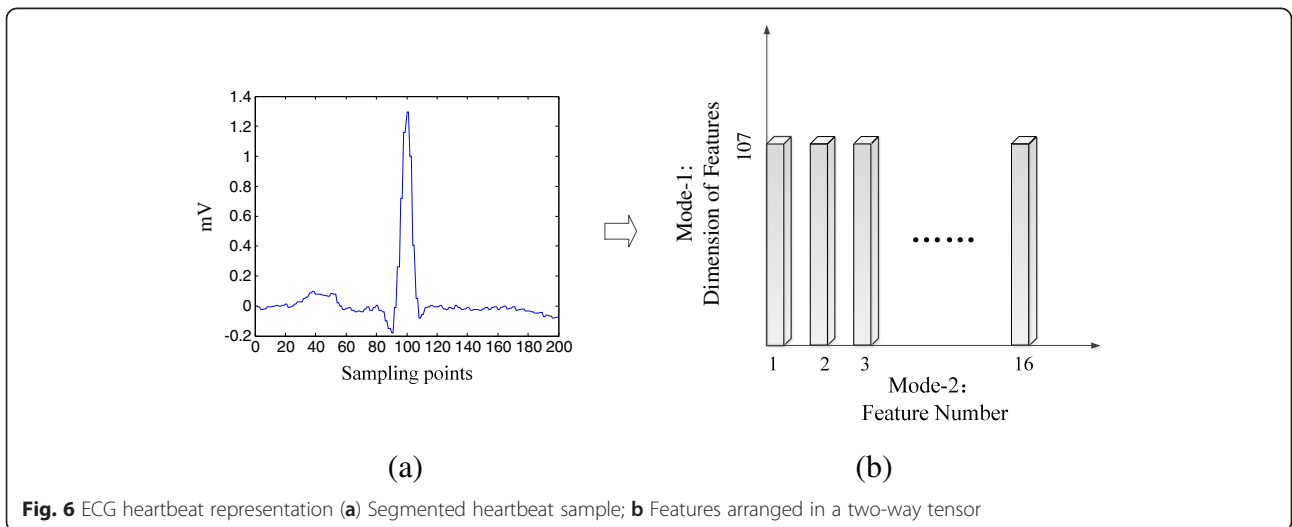 1.4
1.2
1
0.8
0.6
0.4
0.2
0
-0.2
mV
0 20 40 60 80 100 120 140 160 180 200
Sampling points
(a)
Mode-1:
Dimension of Features
107
1 2 3 ...... 16
Mode-2:
Feature Number
(b)
Fig. 6 ECG heartbeat representation (a) Segmented heartbeat sample; b Features arranged in a two-way tensor